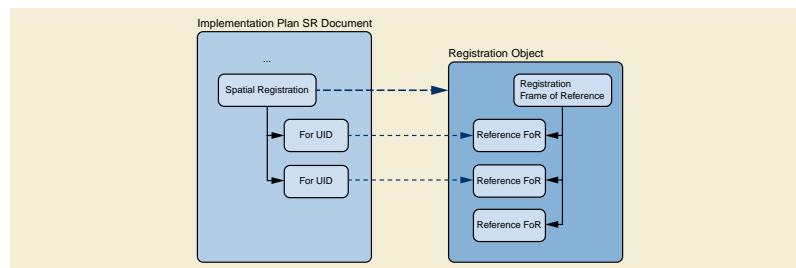 Implementation Plan SR Document
...
Spatial Registration
For UID
For UID
Registration Object
Registration
Frame of Reference
Reference FoR
Reference FoR
Reference FoR